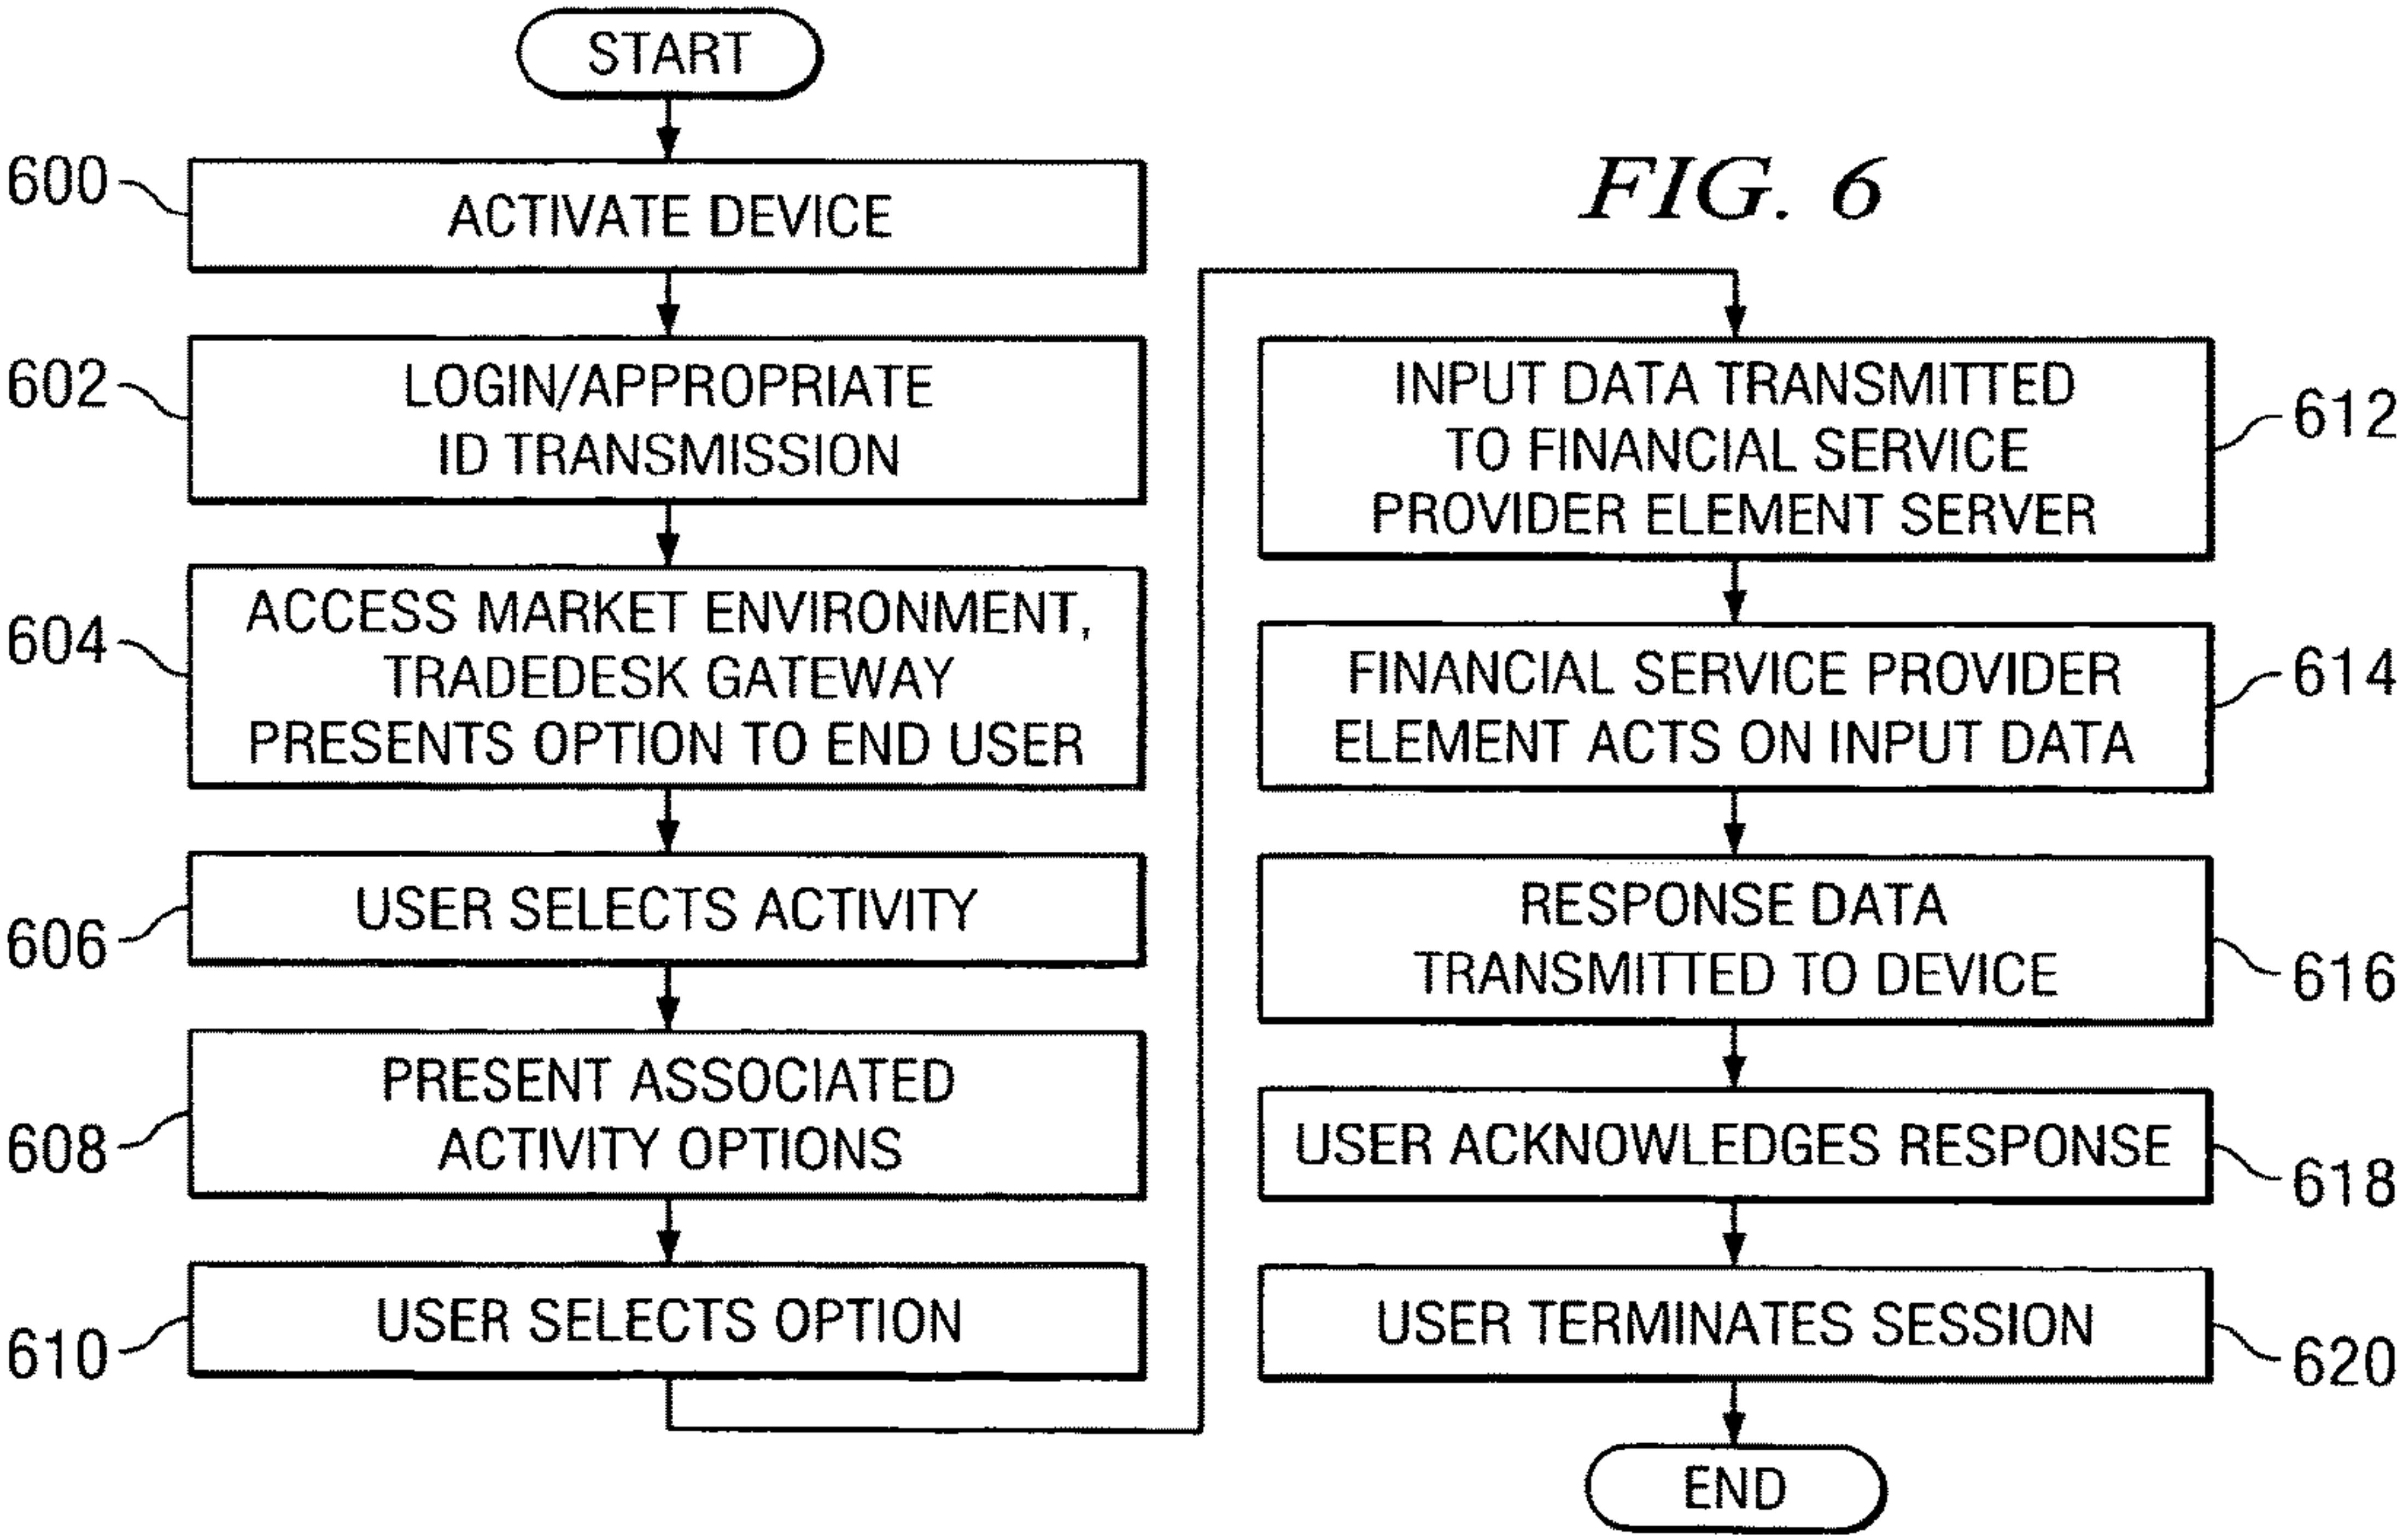 START
600
ACTIVATE DEVICE
602
LOGIN/APPROPRIATE
ID TRANSMISSION
604
ACCESS MARKET ENVIRONMENT,
TRADEDESK GATEWAY
PRESENTS OPTION TO END USER
606
USER SELECTS ACTIVITY
608
PRESENT ASSOCIATED
ACTIVITY OPTIONS
610
USER SELECTS OPTION
FIG. 6
INPUT DATA TRANSMITTED
TO FINANCIAL SERVICE
PROVIDER ELEMENT SERVER
612
FINANCIAL SERVICE PROVIDER
ELEMENT ACTS ON INPUT DATA
614
RESPONSE DATA
TRANSMITTED TO DEVICE
616
USER ACKNOWLEDGES RESPONSE
618
USER TERMINATES SESSION
620
END